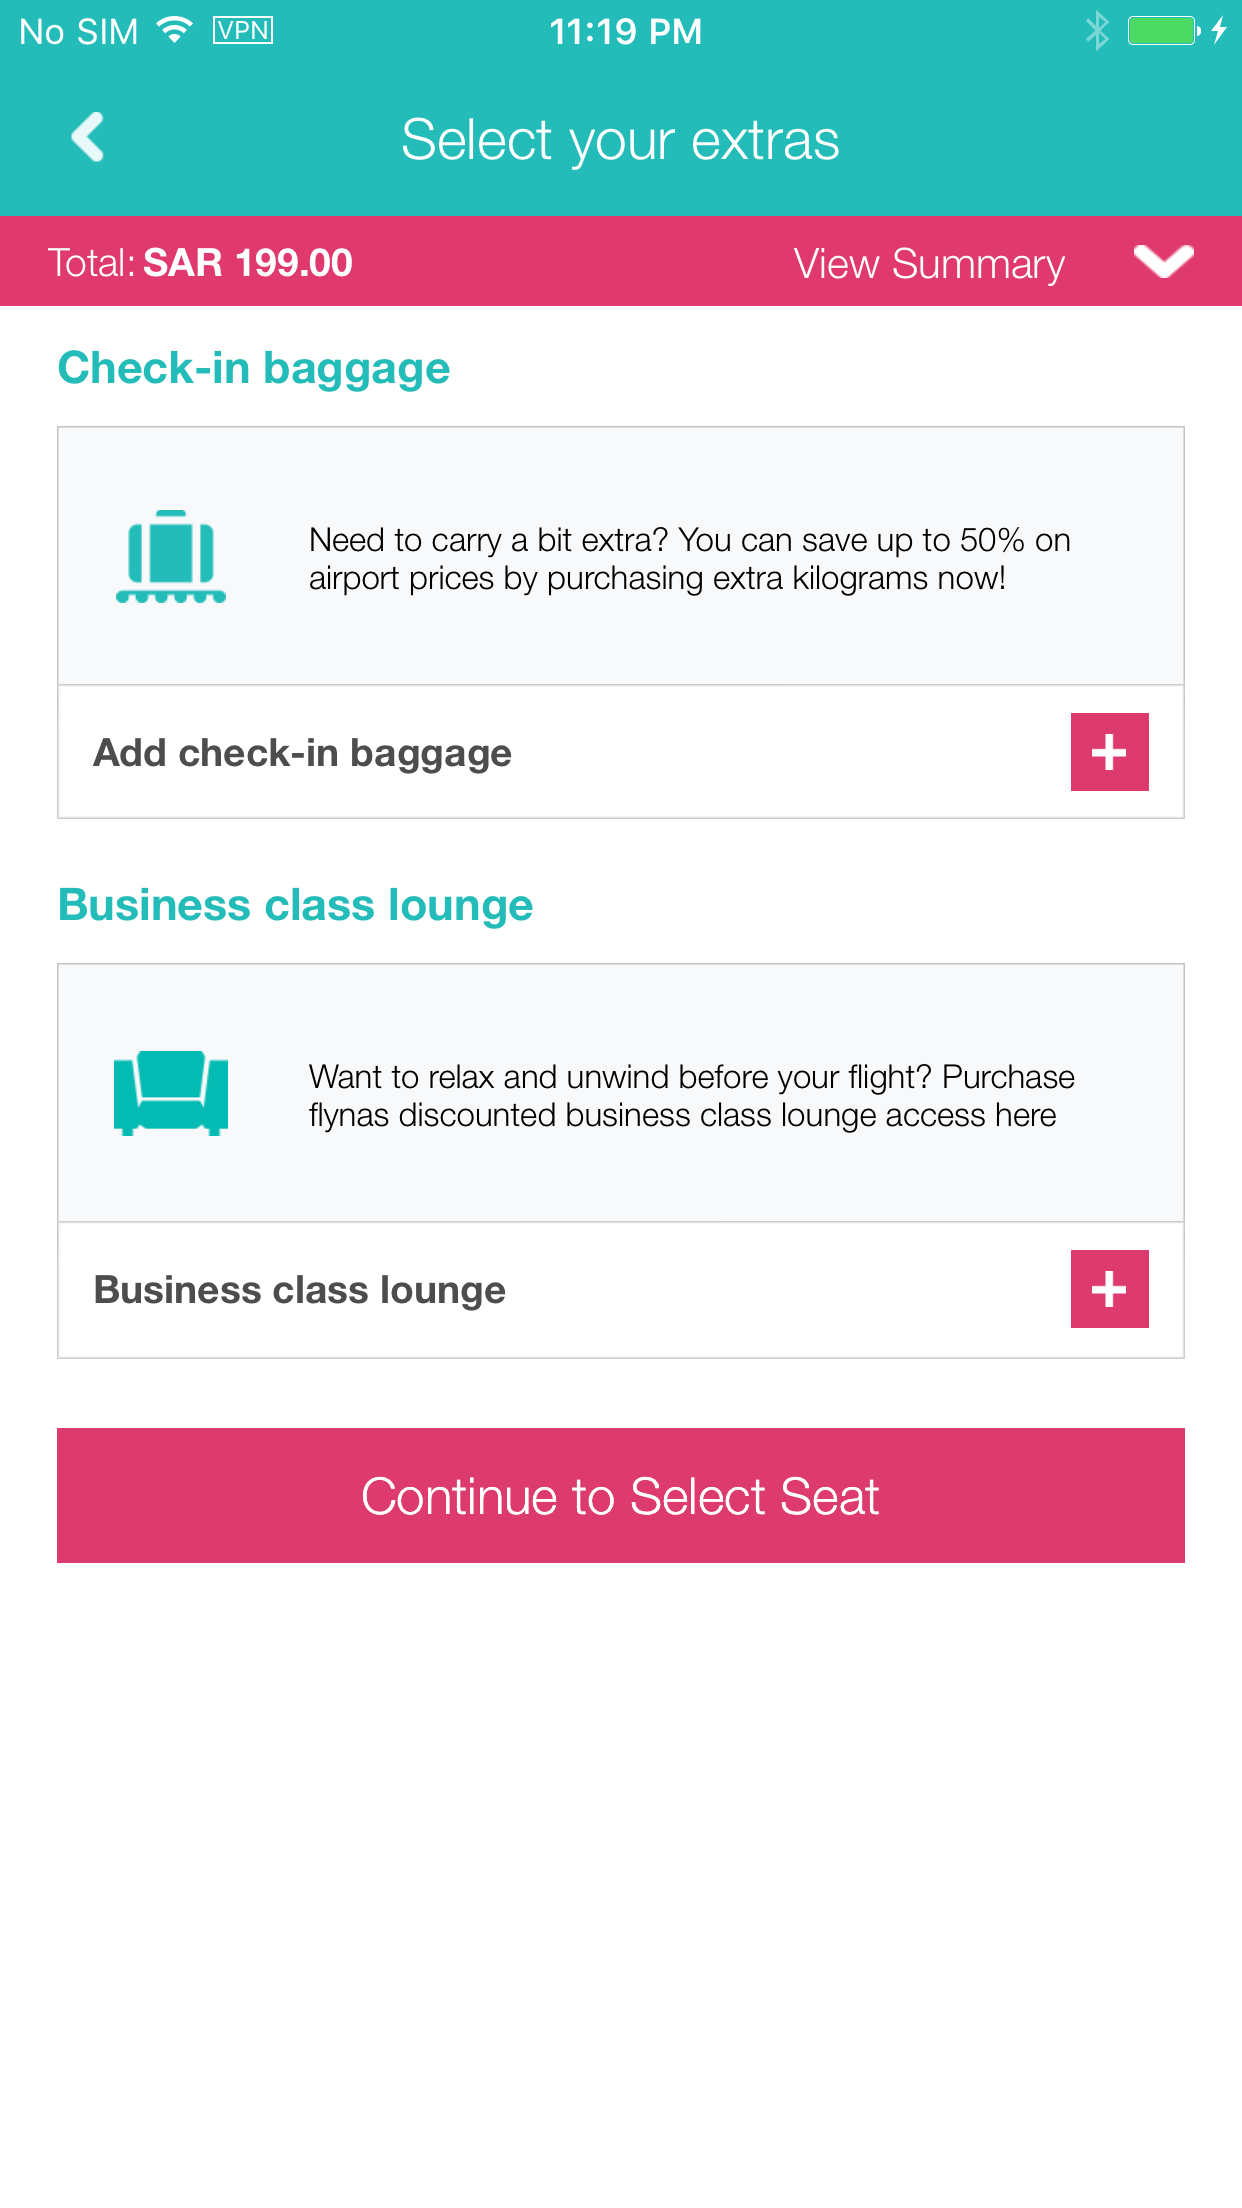 No SIM VPN 11:19 PM
Select your extras
Total: SAR 199.00 View Summary
Check-in baggage
Need to carry a bit extra? You can save up to 50% on
airport prices by purchasing extra kilograms now!
Add check-in baggage
Business class lounge
Want to relax and unwind before your flight? Purchase
flynas discounted business class lounge access here
Business class lounge
Continue to Select Seat